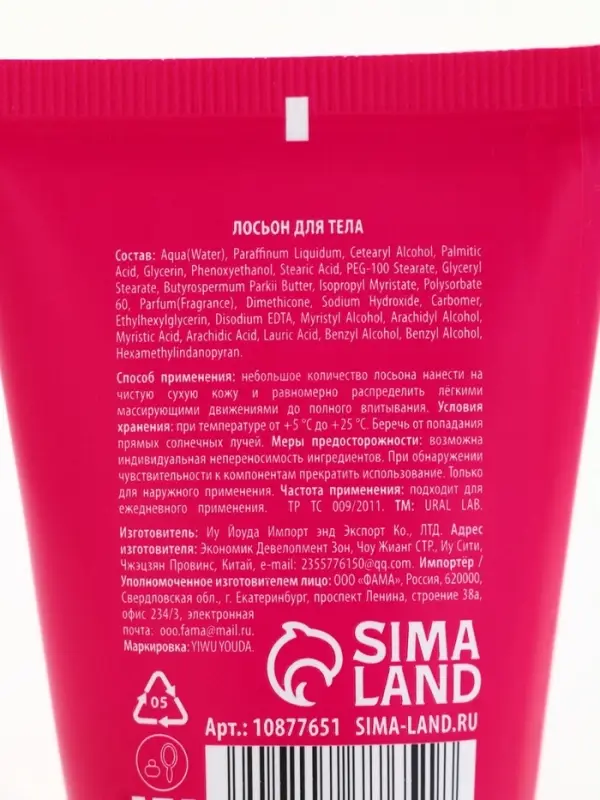 ЛОСЬОН ДЛЯ ТЕЛА
Состав: Aqua(Water), Paraffinum Liquidum, Cetearyl Alcohol, Palmitic
Acid, Glycerin, Phenoxyethanol, Stearic Acid, PEG-100 Stearate, Glyceryl
Stearate, Butyrospermum Parkii Butter, Isopropyl Myristate, Polysorbate
60, Parfum(Fragrance), Dimethicone, Sodium Hydroxide, Carbomer,
Ethylhexylglycerin, Disodium EDTA, Myristyl Alcohol, Arachidyl Alcohol,
Myristic Acid, Arachidic Acid, Lauric Acid, Benzyl Alcohol, Benzyl Alcohol,
Hexamethylindanopyran.
Способ применения: небольшое количество лосьона нанести на
чистую сухую кожу и равномерно распределить лёгкими
массирующими движениями до полного впитывания. Условия
хранения: при температуре от +5 °C до +25 °C. Беречь от попадания
прямых солнечных лучей. Меры предосторожности: возможна
индивидуальная непереносимость ингредиентов. При обнаружении
чувствительности к компонентам прекратить использование. Только
для наружного применения. Частота применения: подходит для
ежедневного применения. ТР ТС 009/2011. TM: URAL LAB.
Изготовитель: Иу Йоуда Импорт энд Экспорт Ко., ЛТД. Адрес
изготовителя: Экономик Девелопмент Зон, Чоу Жианг СТР., Иу Сити,
Чжэцзян Провинс, Китай, e-mail: 2355776150@qq.com. Импортёр /
Уполномоченное изготовителем лицо: ООО «ФАМА», Россия, 620000,
Свердловская обл., г. Екатеринбург, проспект Ленина, строение 38а,
офис 234/3, электронная
почта: ooo.fama@mail.ru.
Маркировка: YIWU YOUDA.
SIMA
LAND
05
Арт.: 10877651 SIMA-LAND.RU